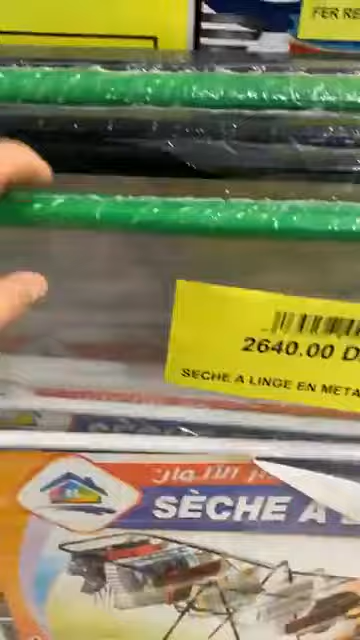 FER RE
2640.00 D
SECHE A LINGE EN META
SÈCHE À